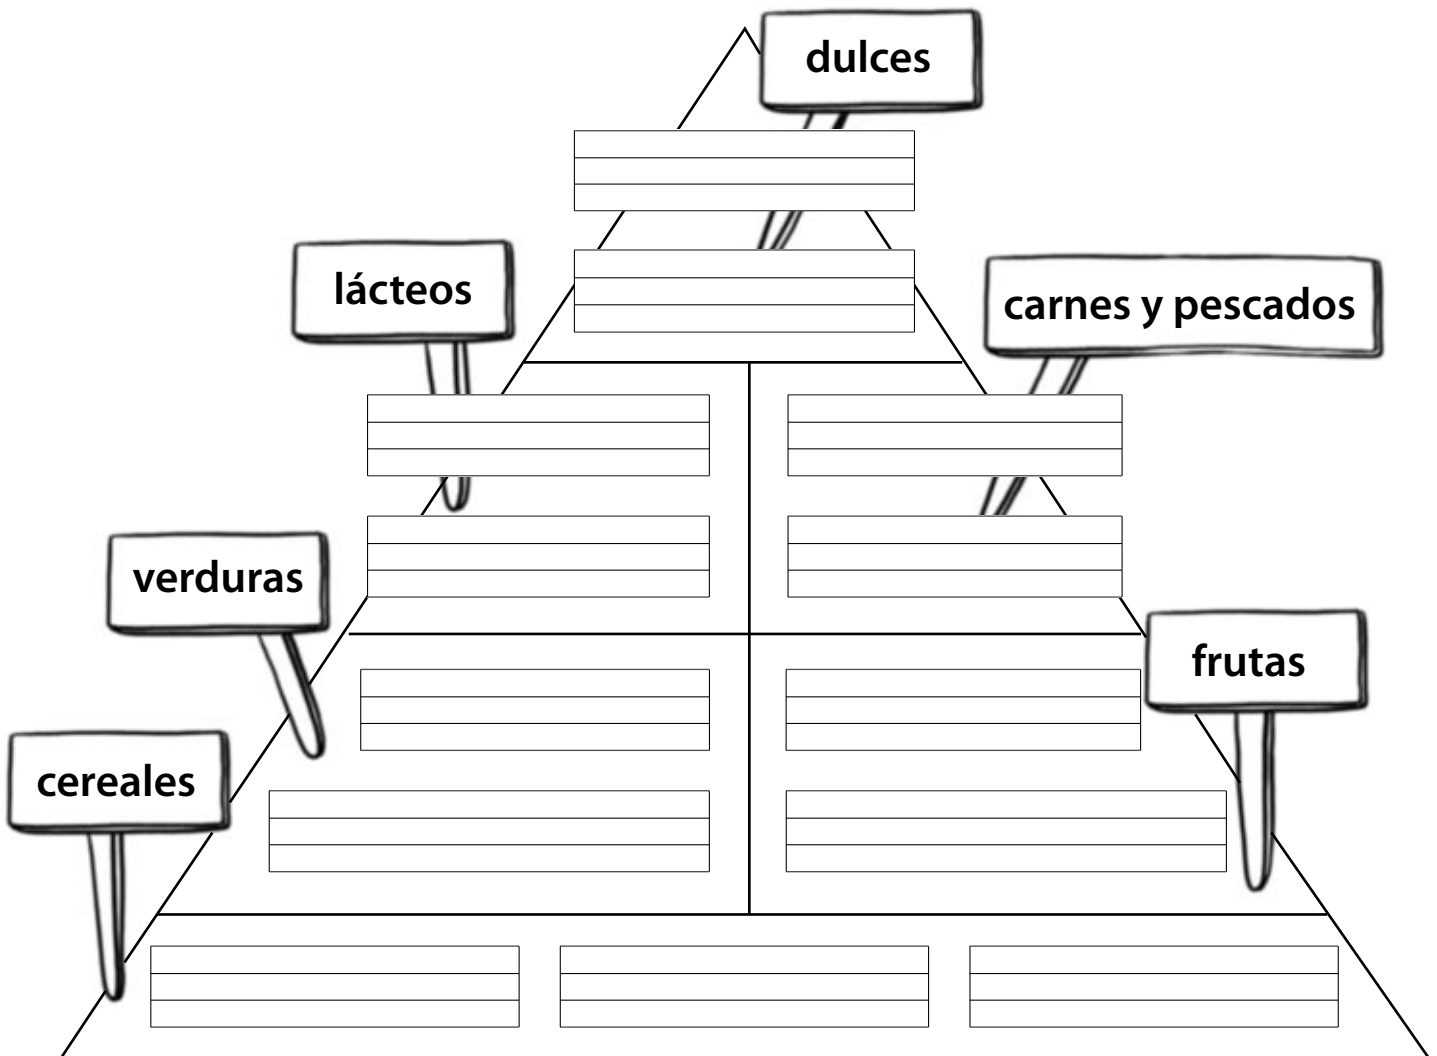 dulces
lácteos
carnes y pescados
verduras
frutas
cereales